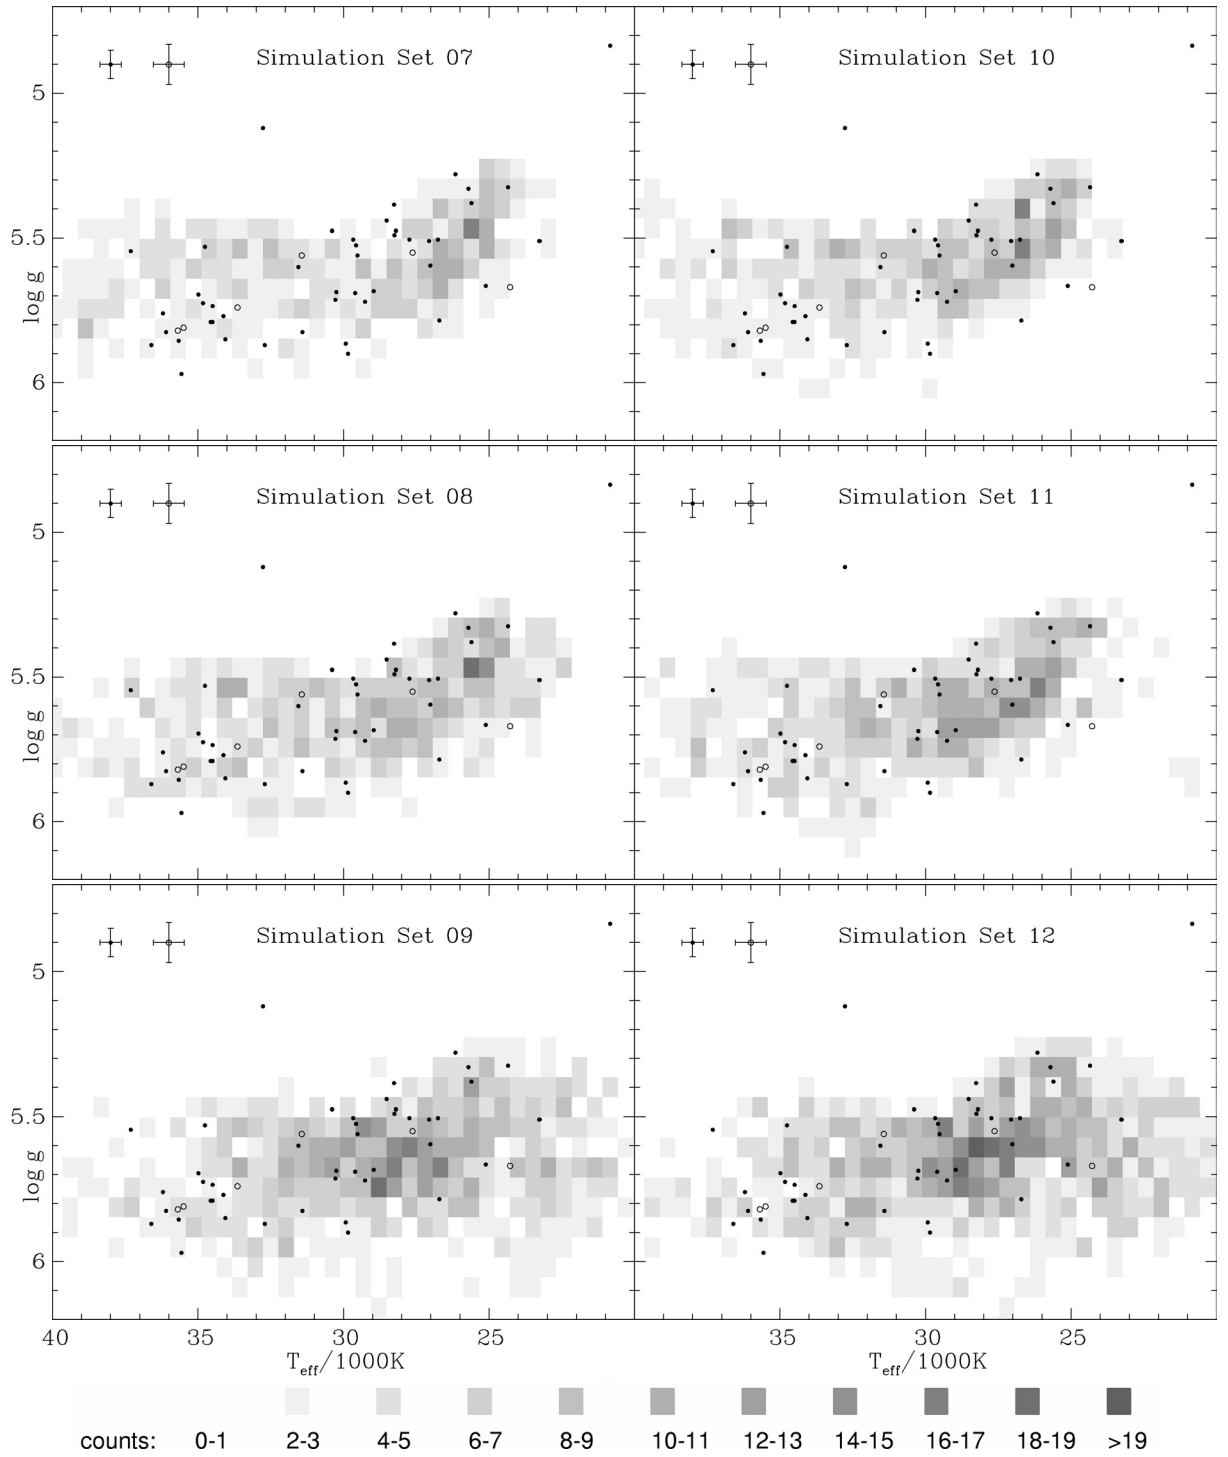 Simulation Set 07
Simulation Set 10
5
5.5
log g
6
Simulation Set 08
Simulation Set 11
5
5.5
log g
6
Simulation Set 09
Simulation Set 12
5
5.5
log g
6
40 35 30 25 35 30 25
Teff/1000K Teff/1000K
counts: 0-1 2-3 4-5 6-7 8-9 10-11 12-13 14-15 16-17 18-19 >19